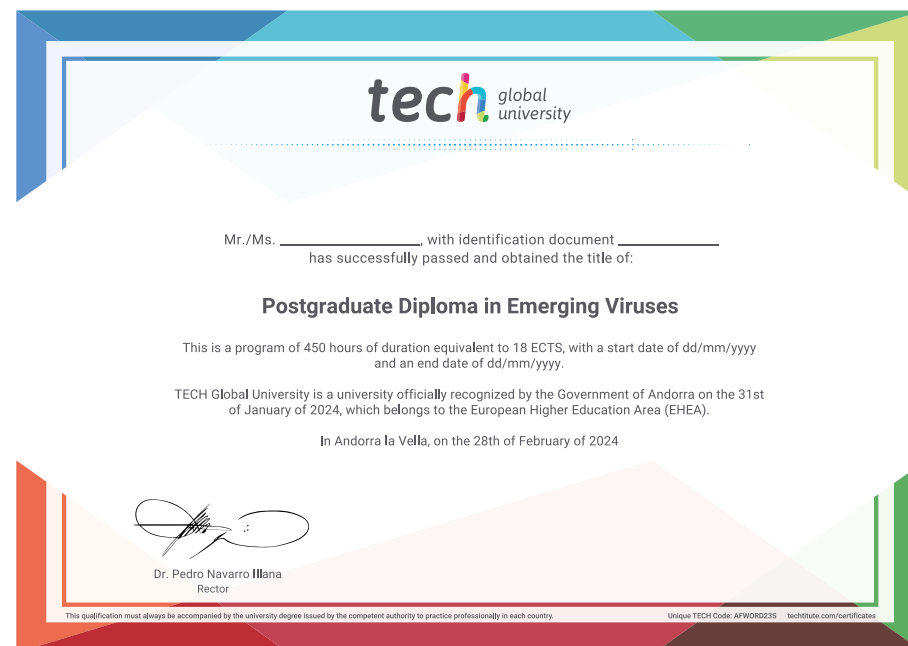 tech global university
Mr./Ms. ____________, with identification document ____________
has successfully passed and obtained the title of:
Postgraduate Diploma in Emerging Viruses
This is a program of 450 hours of duration equivalent to 18 ECTS, with a start date of dd/mm/yyyy
and an end date of dd/mm/yyyy.
TECH Global University is a university officially recognized by the Government of Andorra on the 31st
of January of 2024, which belongs to the European Higher Education Area (EHEA).
In Andorra la Vella, on the 28th of February of 2024
Dr. Pedro Navarro Illana
Rector
This qualification must always be accompanied by the university degree issued by the competent authority to practice professionally in each country. Unique TECH Code: AFWORD23S techtitute.com/certificates